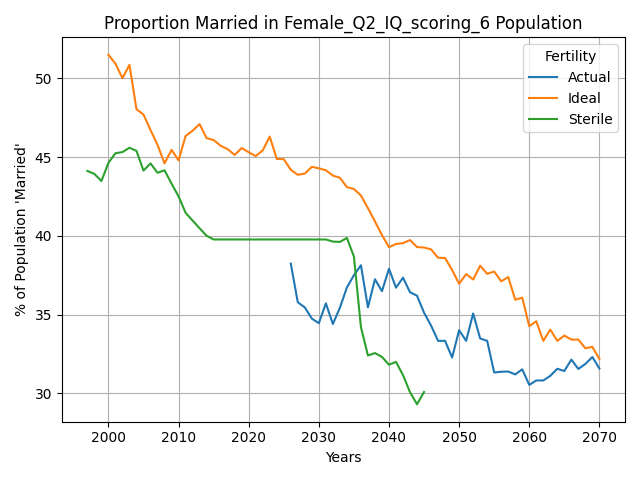 Proportion Married in Female_Q2_IQ_scoring_6 Population
% of Population 'Married'
50
45
40
35
30
Fertility
Actual
Ideal
Sterile
2000 2010 2020 2030 2040 2050 2060 2070
Years